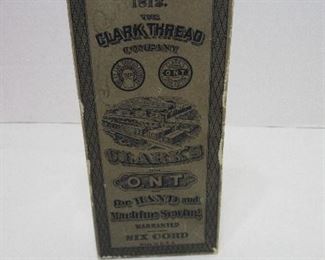 1812.
THE
CLARK THREAD
COMPANY
O.N.T.
CLARK'S
O.N.T.
for HAND and
Machine Sewing
WARRANTED
SIX CORD